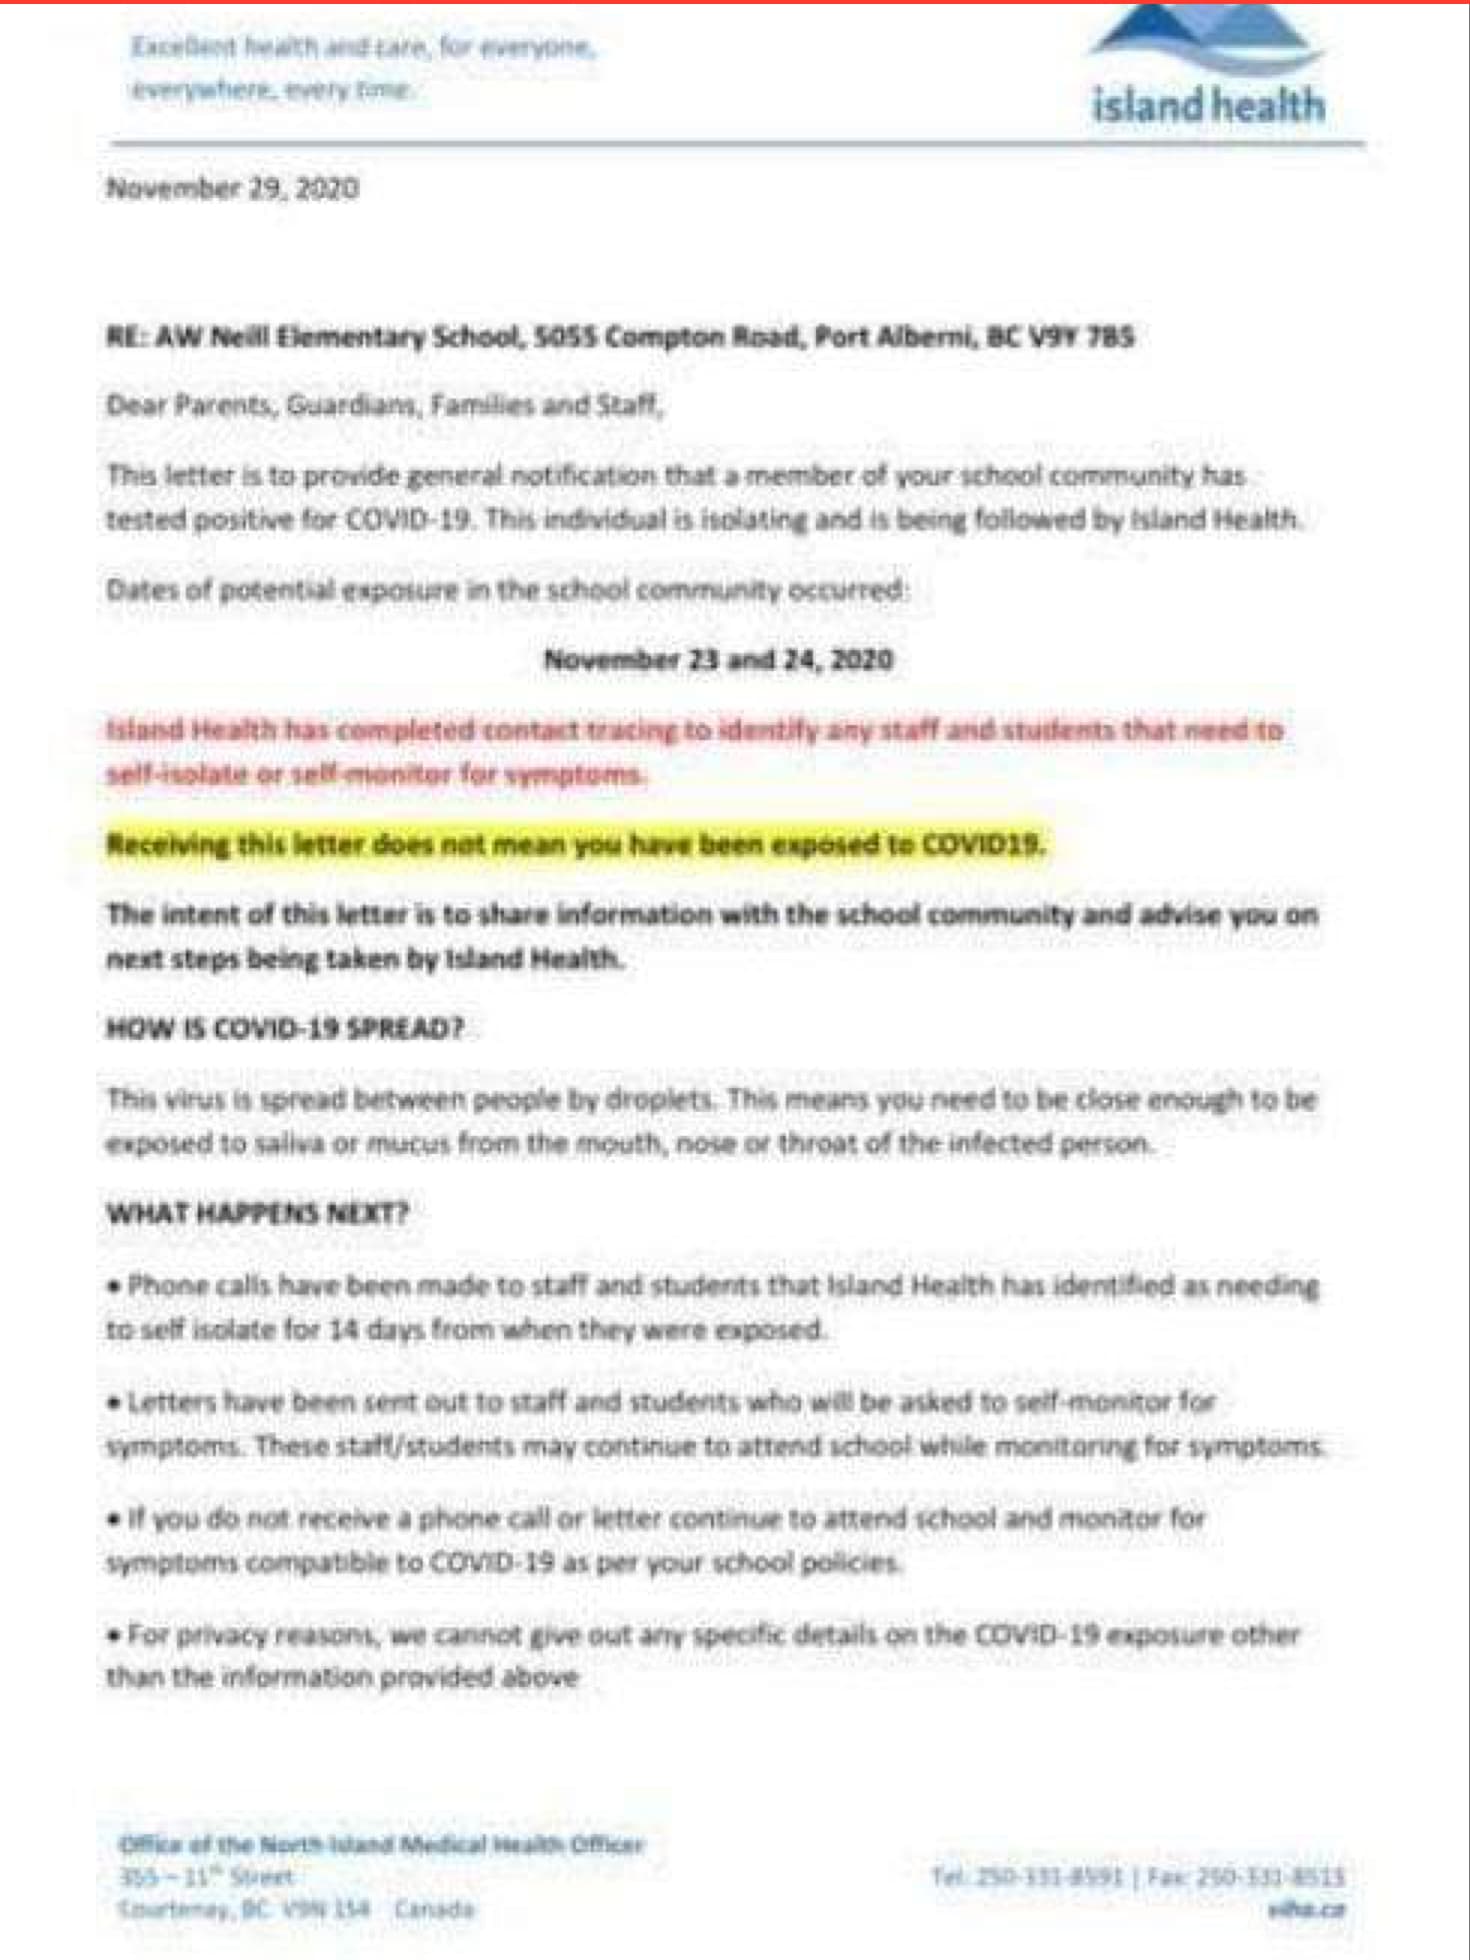 Excellent health and care, for everyone,
everywhere, every time.
island health
November 29, 2020
RE: AW Neill Elementary School, 5055 Compton Road, Port Alberni, BC V9Y 7B5
Dear Parents, Guardians, Families and Staff,
This letter is to provide general notification that a member of your school community has
tested positive for COVID-19. This individual is isolating and is being followed by Island Health.
Dates of potential exposure in the school community occurred:
November 23 and 24, 2020
Island Health has completed contact tracing to identify any staff and students that need to
self-isolate or self-monitor for symptoms.
Receiving this letter does not mean you have been exposed to COVID19.
The intent of this letter is to share information with the school community and advise you on
next steps being taken by Island Health.
HOW IS COVID-19 SPREAD?
This virus is spread between people by droplets. This means you need to be close enough to be
exposed to saliva or mucus from the mouth, nose or throat of the infected person.
WHAT HAPPENS NEXT?
• Phone calls have been made to staff and students that Island Health has identified as needing
to self isolate for 14 days from when they were exposed.
• Letters have been sent out to staff and students who will be asked to self-monitor for
symptoms. These staff/students may continue to attend school while monitoring for symptoms.
• If you do not receive a phone call or letter continue to attend school and monitor for
symptoms compatible to COVID-19 as per your school policies.
• For privacy reasons, we cannot give out any specific details on the COVID-19 exposure other
than the information provided above
Office of the North Island Medical Health Officer
355 – 11th Street
Tel: 250-331-8591 | Fax: 250-331-8513
Courtenay, BC V9N 1S4 Canada
viha.ca